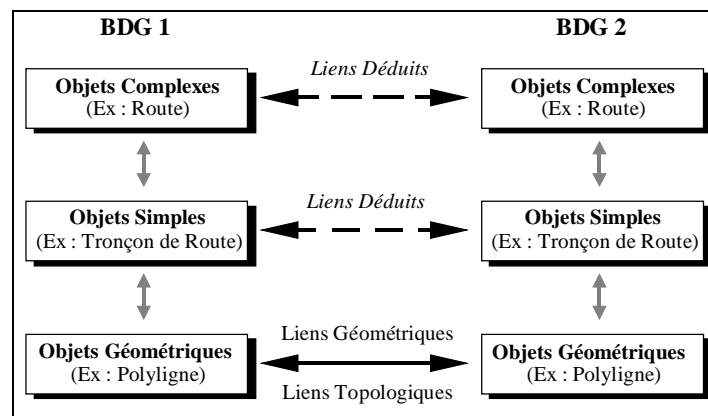 BDG 1
BDG 2
Objets Complexes
(Ex : Route)
Liens Déduits
Objets Complexes
(Ex : Route)
Objets Simples
(Ex : Tronçon de Route)
Liens Déduits
Objets Simples
(Ex : Tronçon de Route)
Objets Géométriques
(Ex : Polyligne)
Liens Géométriques
Liens Topologiques
Objets Géométriques
(Ex : Polyligne)